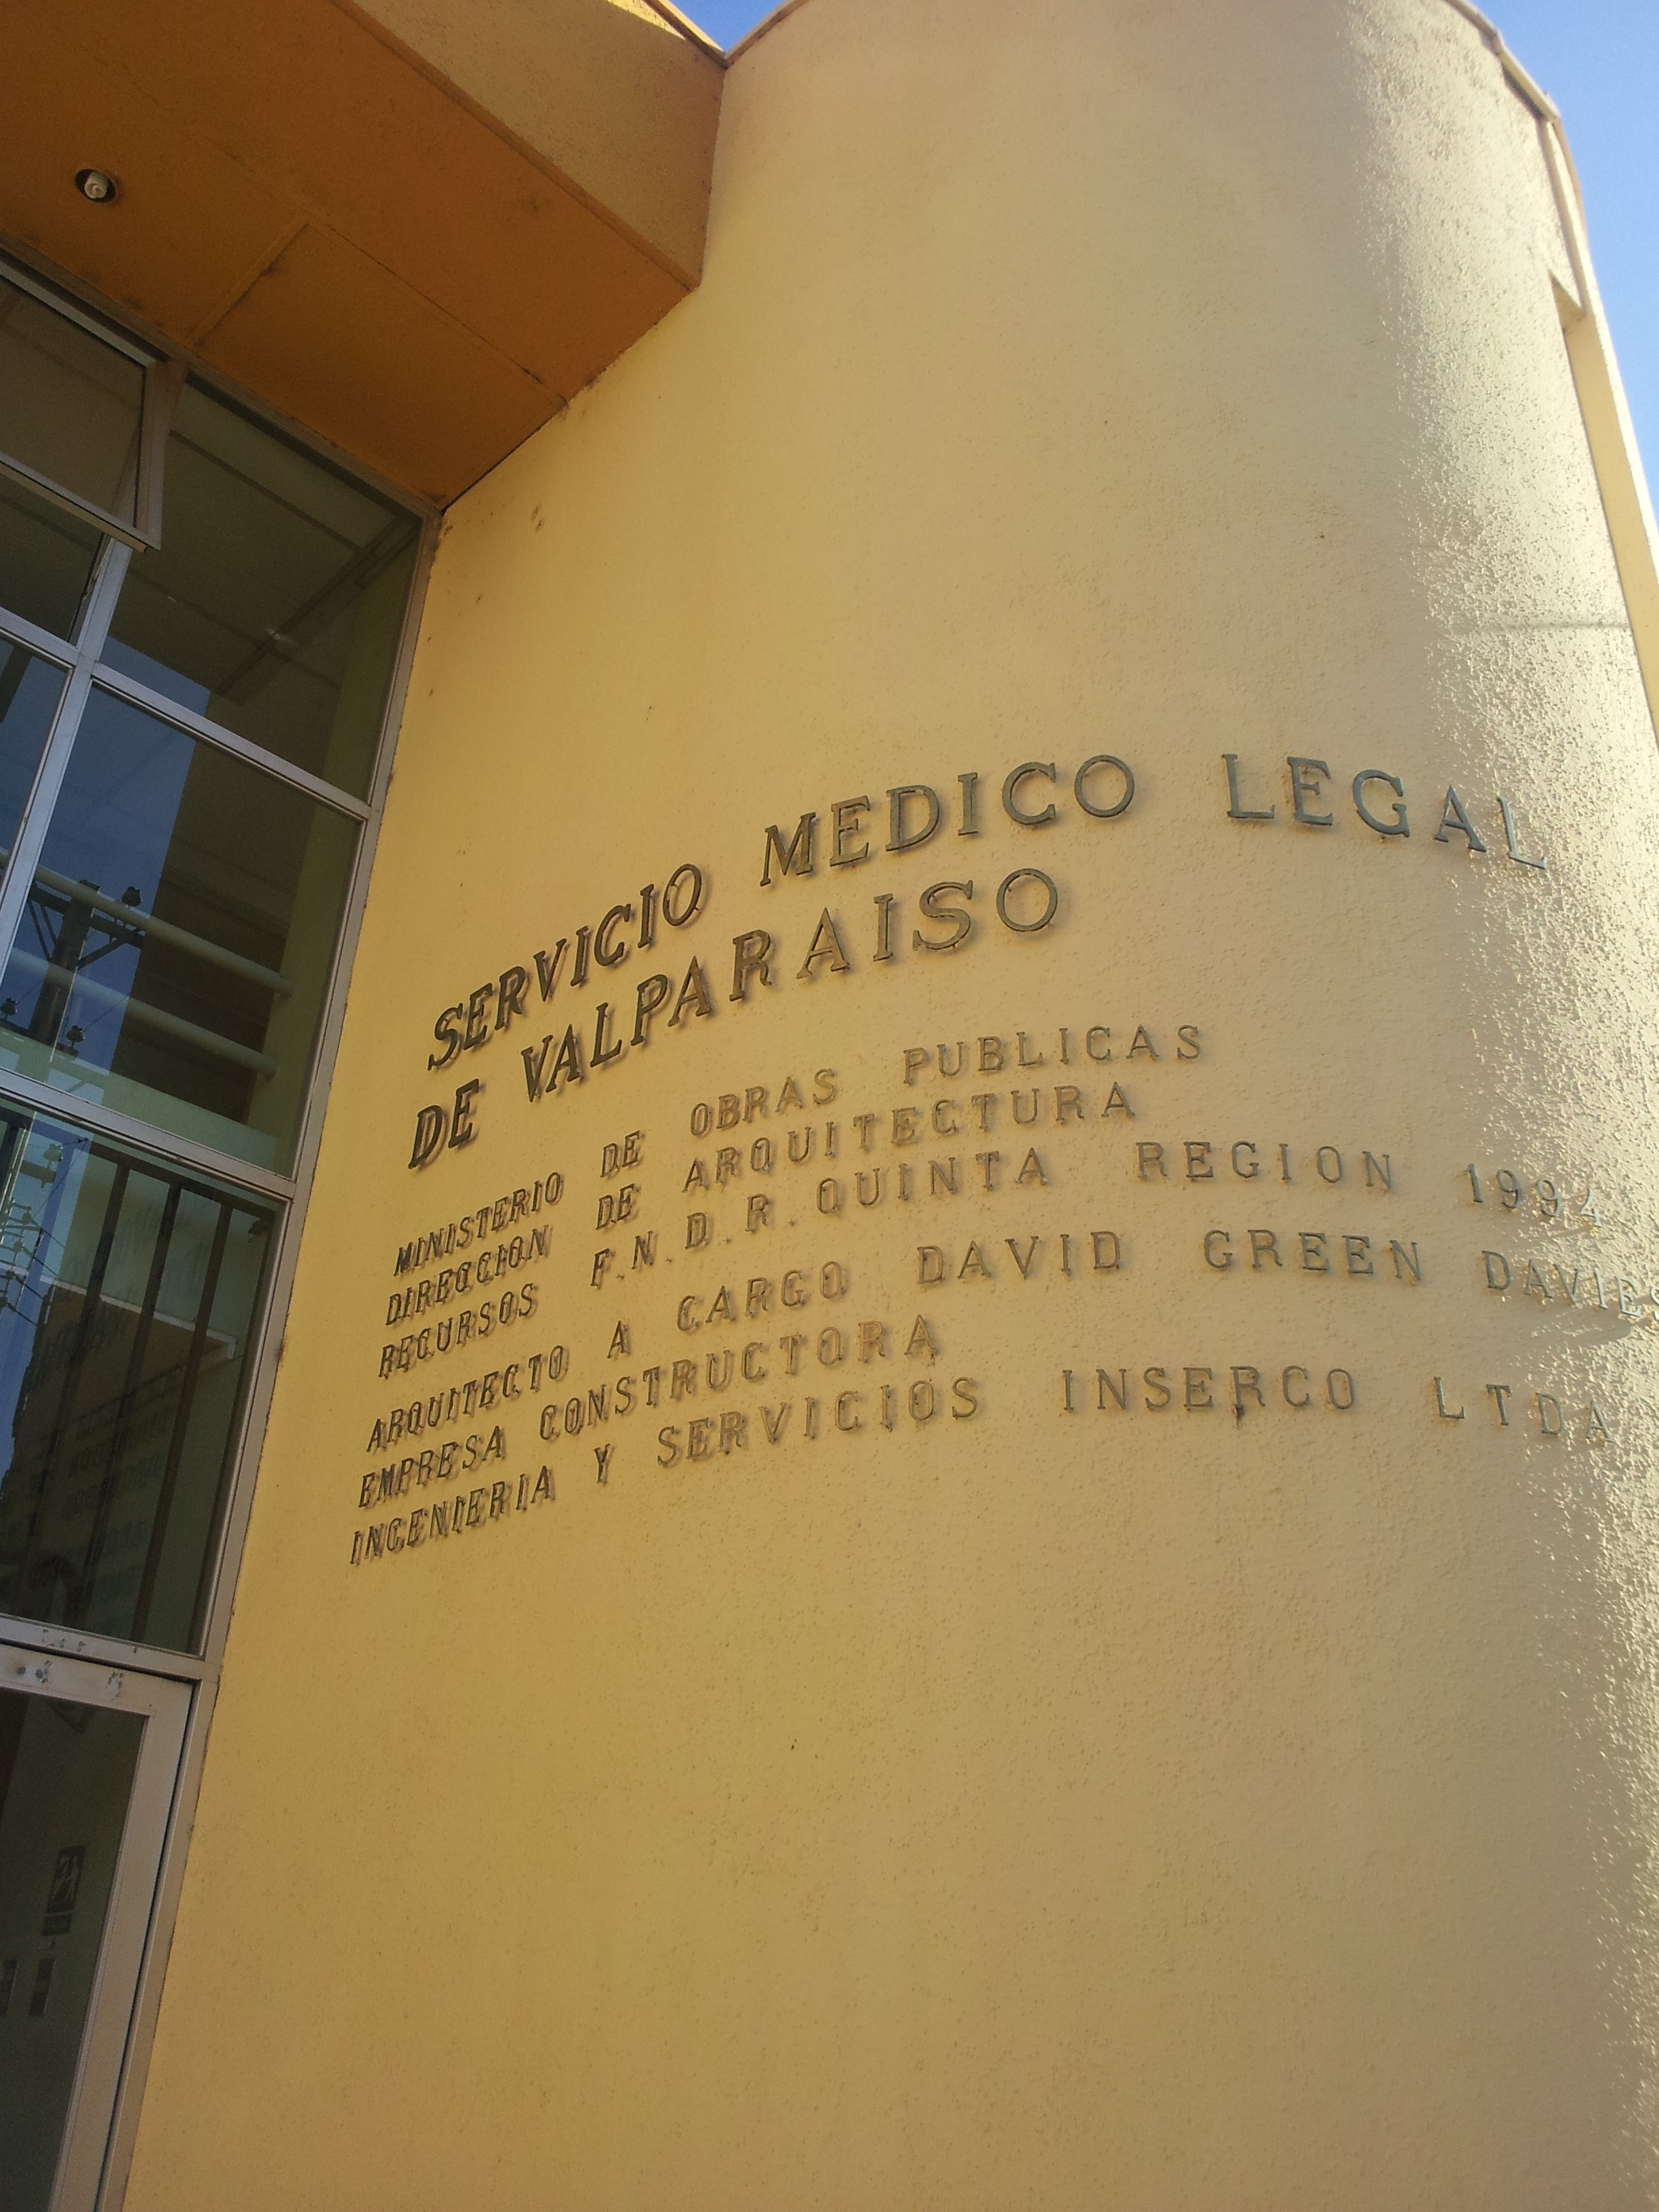 SERVICIO MEDICO LEGAL
DE VALPARAISO
MINISTERIO DE OBRAS PUBLICAS
DIRECCION DE ARQUITECTURA
RECURSOS F.N.D.R. QUINTA REGION 1994
ARQUITECTO A CARGO DAVID GREEN DAVIES
EMPRESA CONSTRUCTORA
INGENIERIA Y SERVICIOS INSERCO LTDA